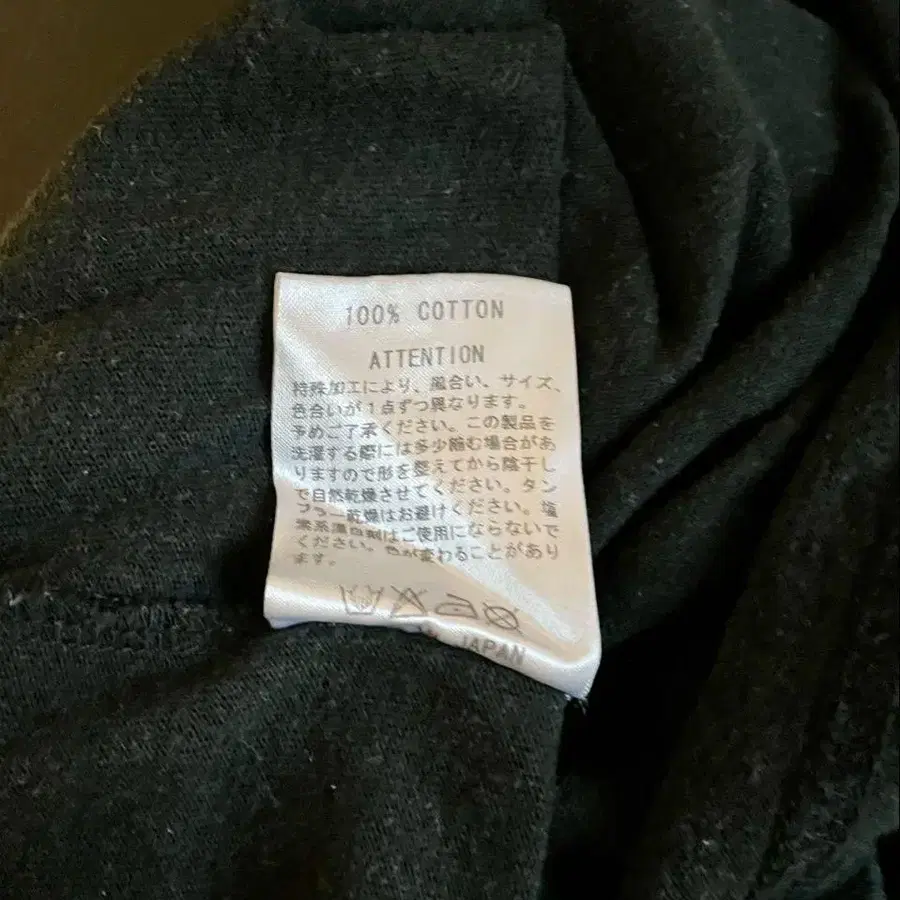 100% COTTON
ATTENTION
特殊加工により、風合い、サイズ、
色合いが1点ずつ異なります。
予めご了承ください。この製品を
洗濯する際には多少縮む場合があ
りますので形を整えてから陰干し
で自然乾燥させてください。タン
ブラー乾燥はお避けください。塩
素系漂白剤はご使用にならないで
ください。色が変わることがあり
ます。
JAPAN